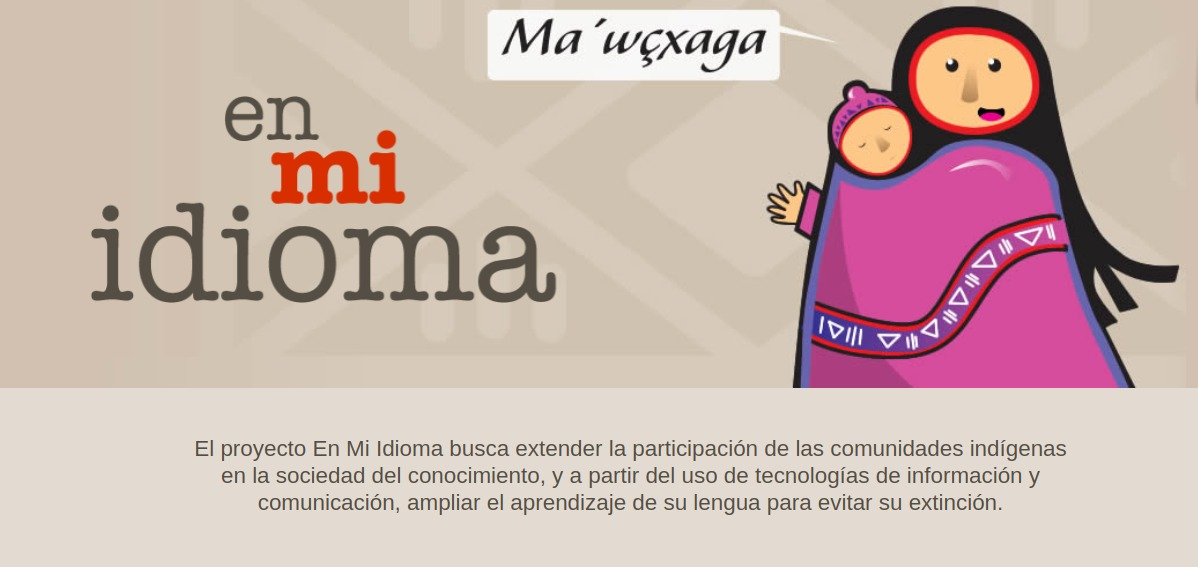 Ma´wçxaga
en
mi
idioma
El proyecto En Mi Idioma busca extender la participación de las comunidades indígenas
en la sociedad del conocimiento, y a partir del uso de tecnologías de información y
comunicación, ampliar el aprendizaje de su lengua para evitar su extinción.